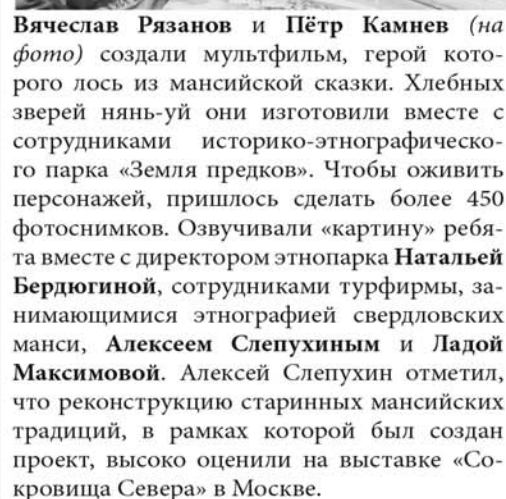 Вячеслав Рязанов и Пётр Камнев (на
фото) создали мультфильм, герой кото-
рого лось из мансийской сказки. Хлебных
зверей нянь-уй они изготовили вместе с
сотрудниками историко-этнографическо-
го парка «Земля предков». Чтобы оживить
персонажей, пришлось сделать более 450
фотоснимков. Озвучивали «картину» ребя-
та вместе с директором этнопарка Натальей
Бердюгиной, сотрудниками турфирмы, за-
нимающимися этнографией свердловских
манси, Алексеем Слепухиным и Ладой
Максимовой. Алексей Слепухин отметил,
что реконструкцию старинных мансийских
традиций, в рамках которой был создан
проект, высоко оценили на выставке «Со-
кровища Севера» в Москве.